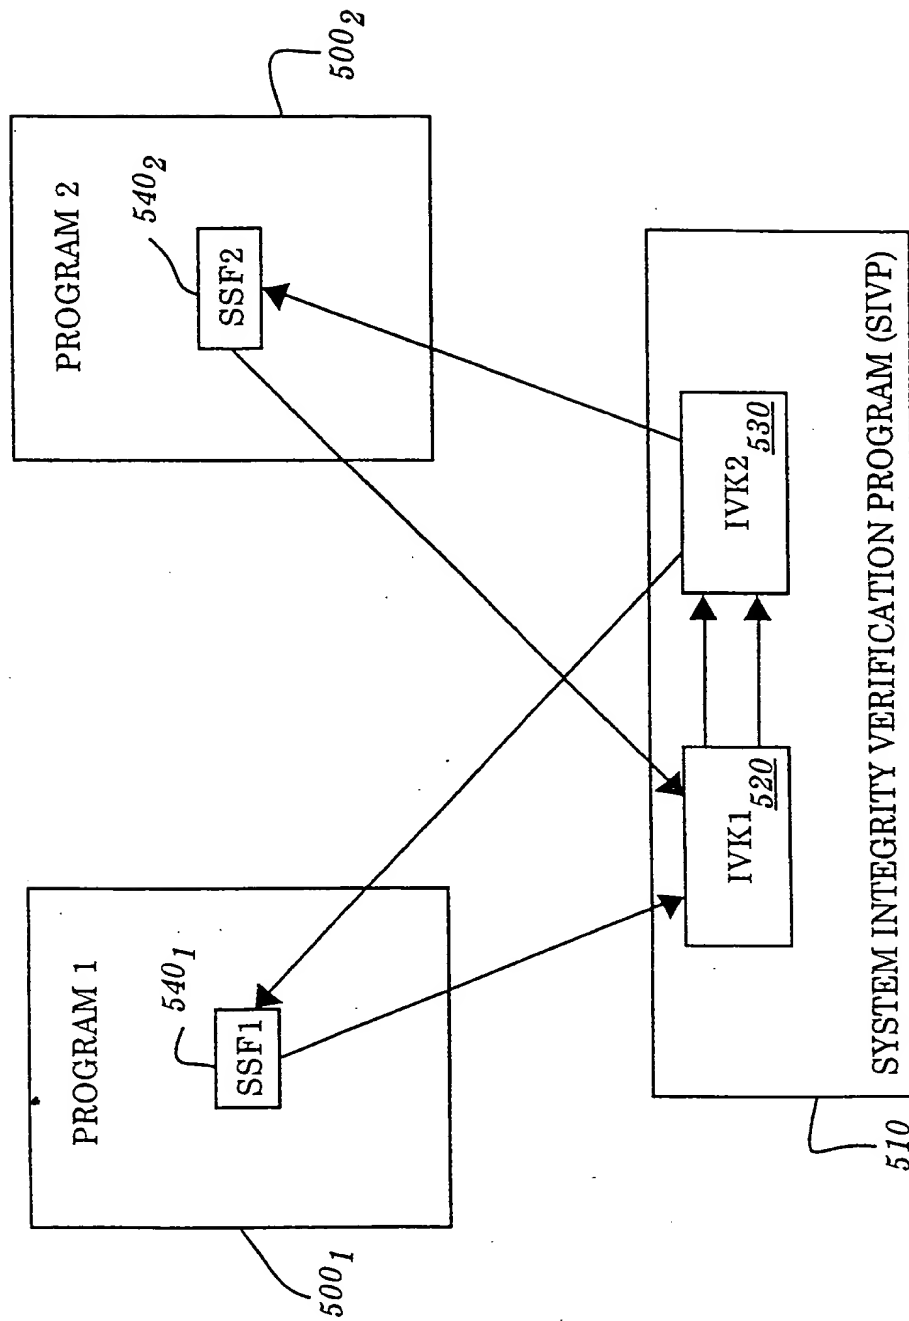 PROGRAM 1
540₁
SSF1
500₁
PROGRAM 2
540₂
SSF2
500₂
IVK1
520
IVK2
530
SYSTEM INTEGRITY VERIFICATION PROGRAM (SIVP)
510